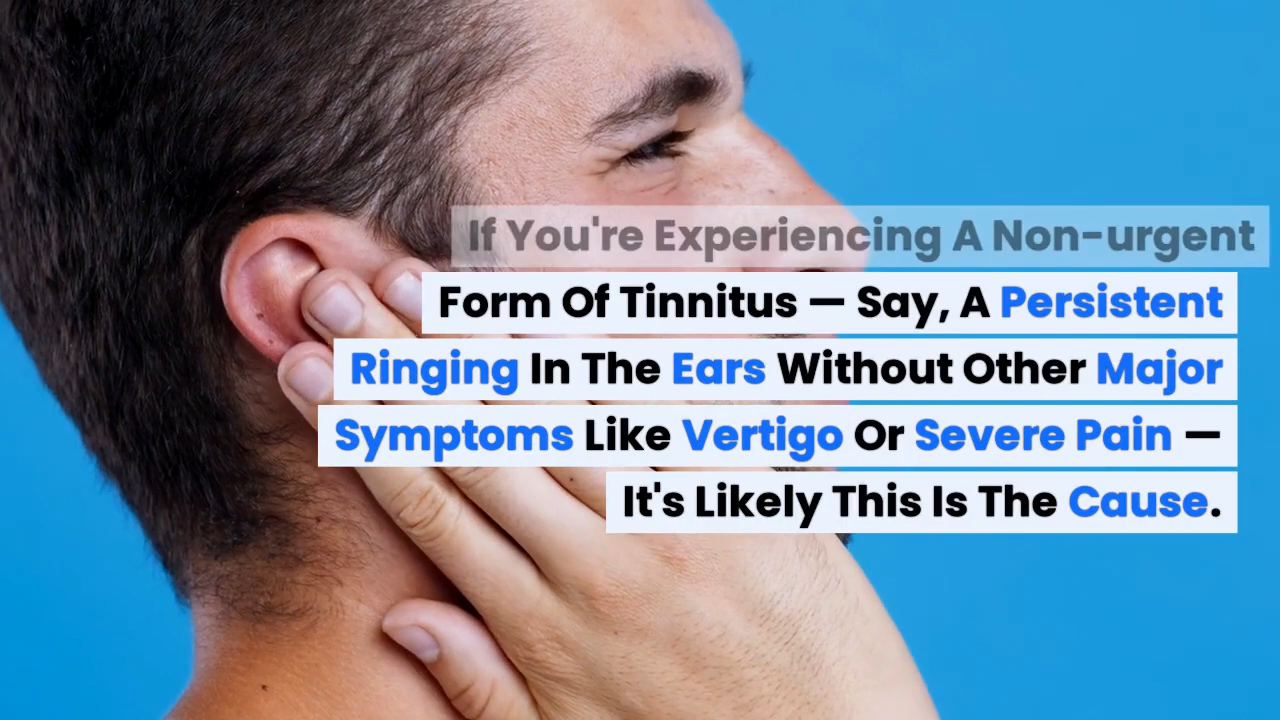 If You're Experiencing A Non-urgent
Form Of Tinnitus — Say, A Persistent
Ringing In The Ears Without Other Major
Symptoms Like Vertigo Or Severe Pain —
It's Likely This Is The Cause.